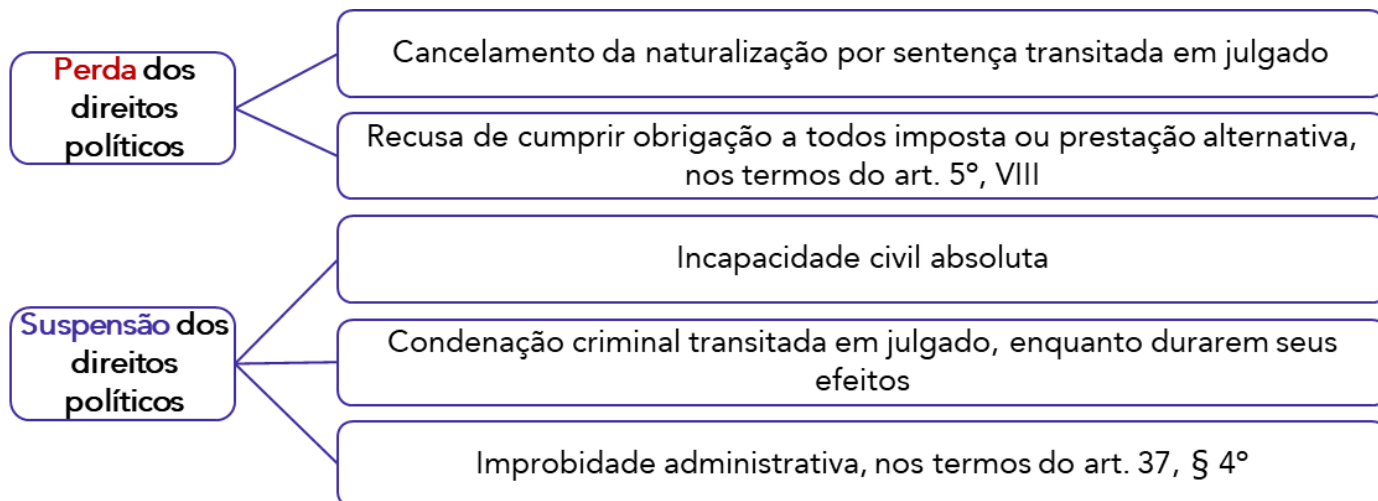 Perda dos
direitos
políticos
Cancelamento da naturalização por sentença transitada em julgado
Recusa de cumprir obrigação a todos imposta ou prestação alternativa,
nos termos do art. 5º, VIII
Suspensão dos
direitos
políticos
Incapacidade civil absoluta
Condenação criminal transitada em julgado, enquanto durarem seus
efeitos
Improbidade administrativa, nos termos do art. 37, § 4º